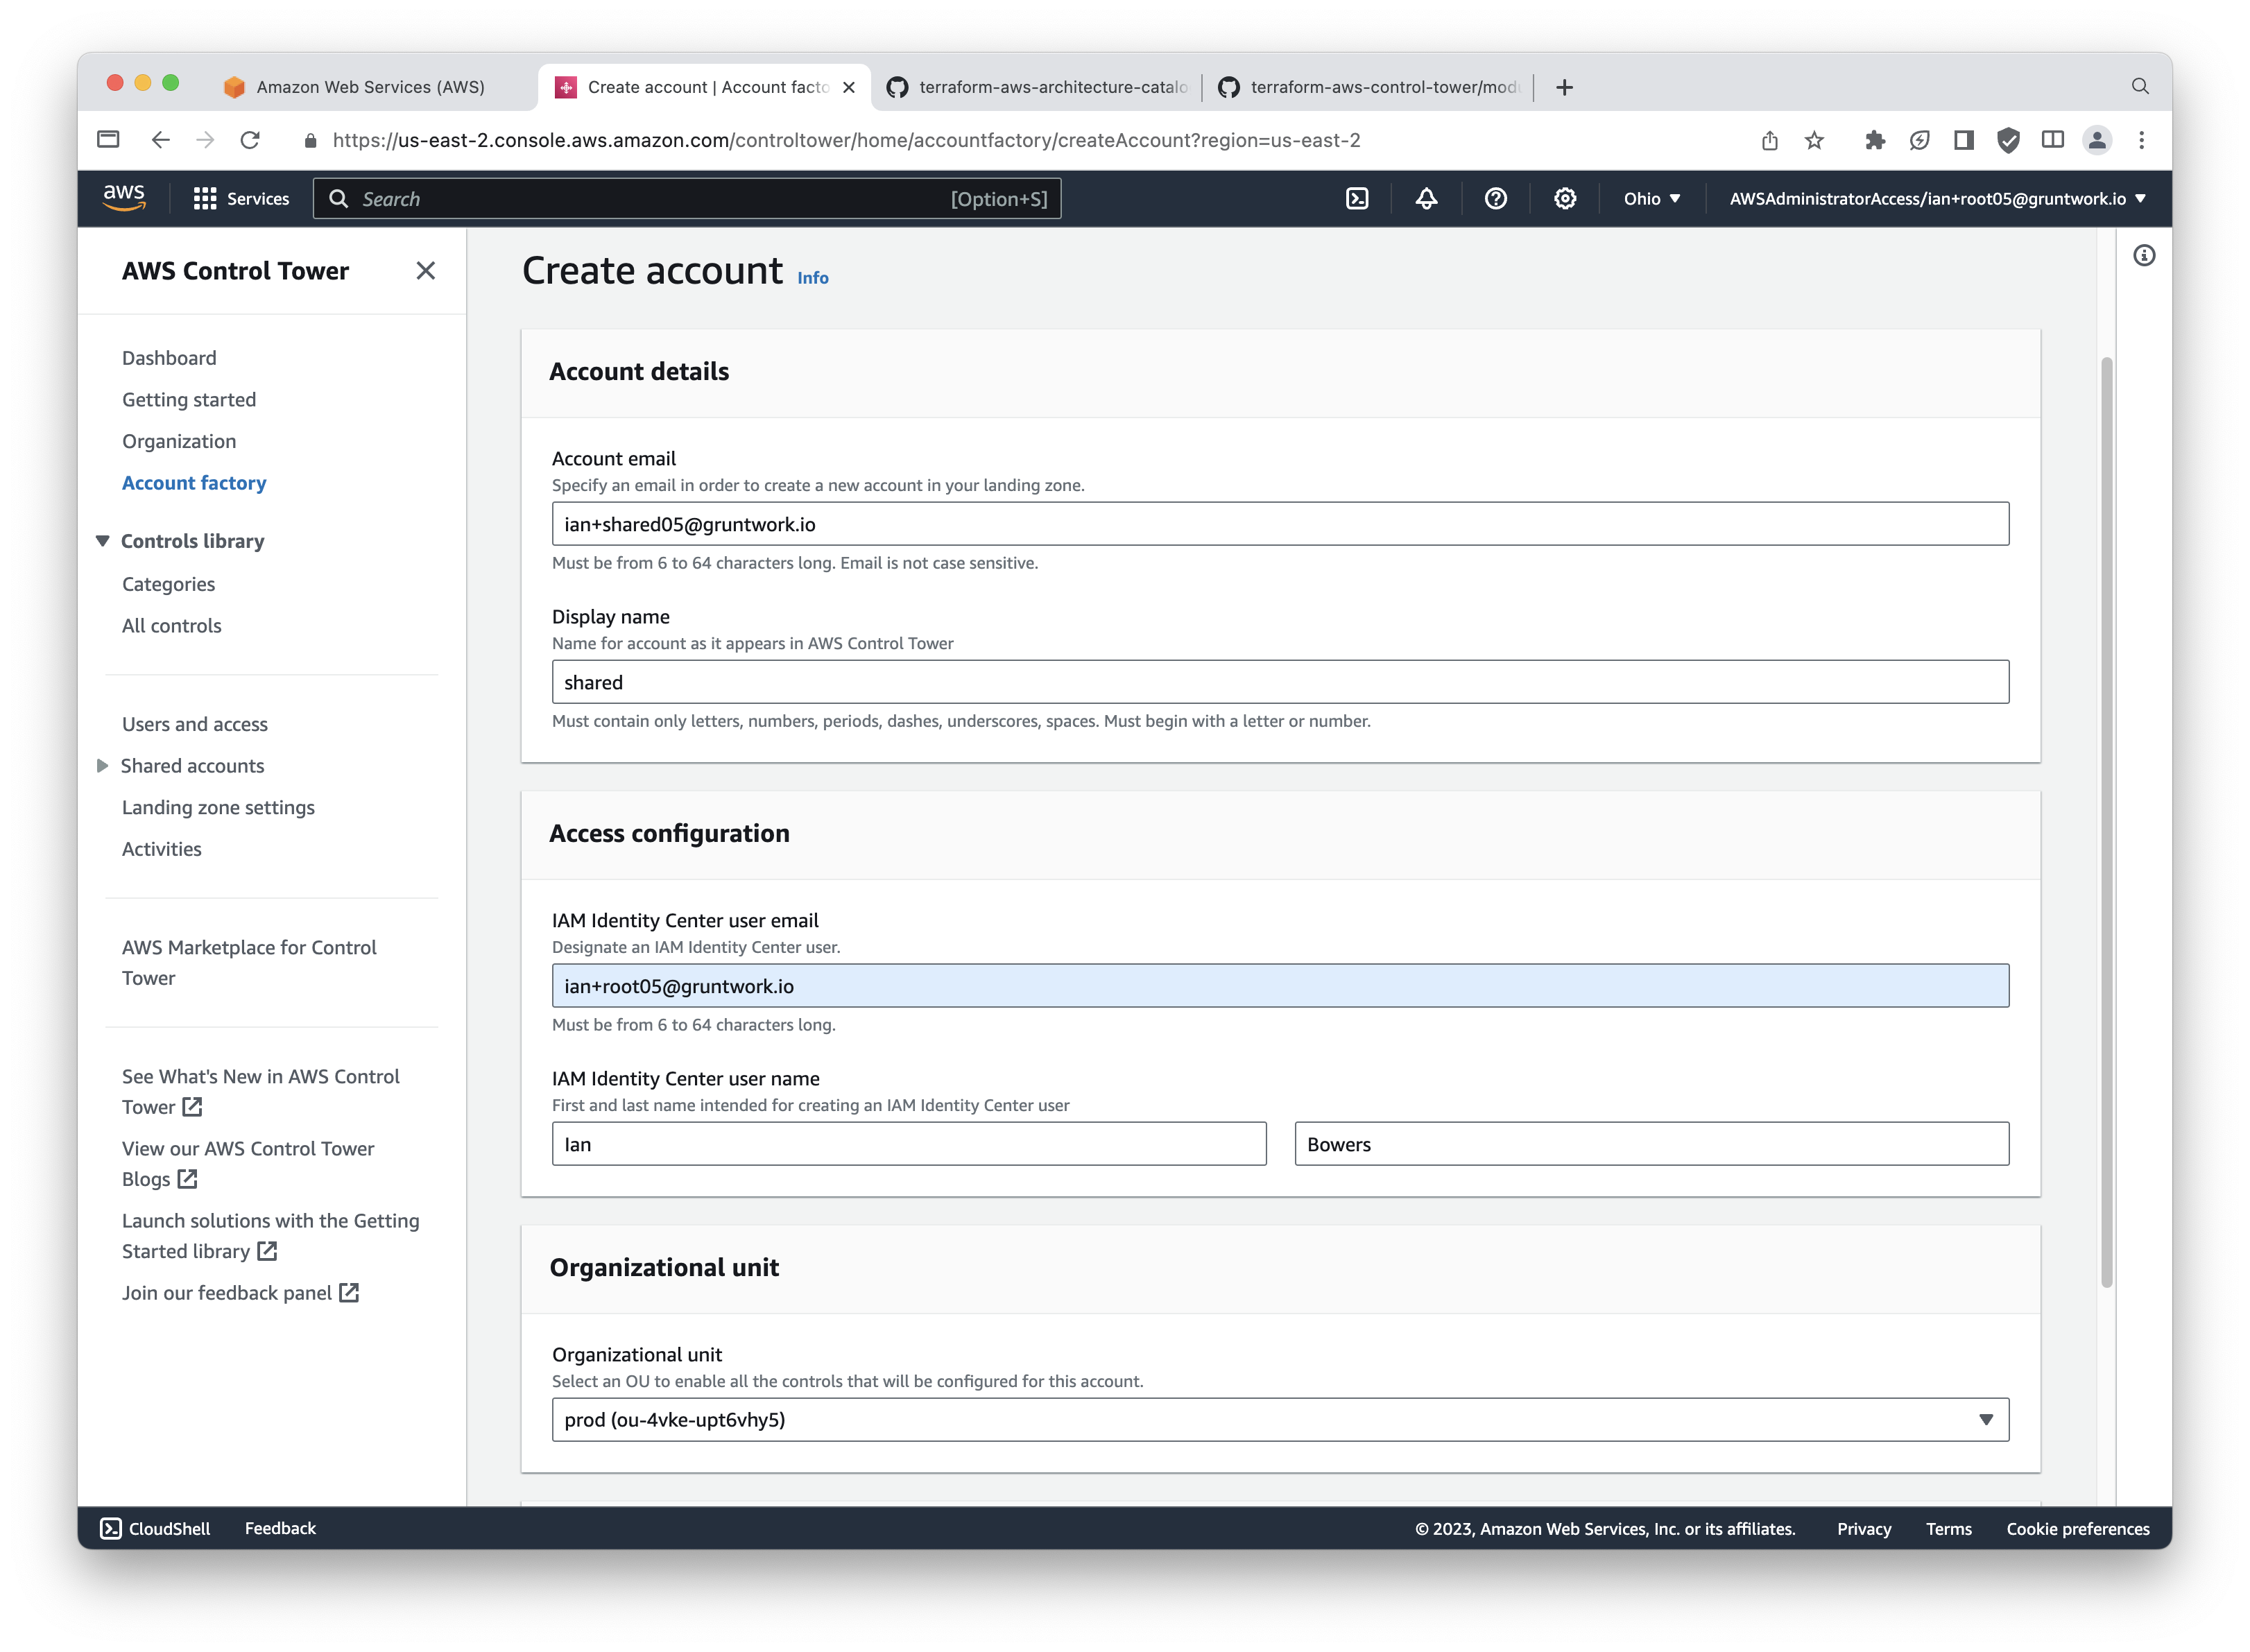 Amazon Web Services (AWS)
Create account | Account facto
terraform-aws-architecture-catalo
terraform-aws-control-tower/modu
https://us-east-2.console.aws.amazon.com/controltower/home/accountfactory/createAccount?region=us-east-2
aws
Services
Search
[Option+S]
Ohio
AWSAdministratorAccess/ian+root05@gruntwork.io
AWS Control Tower
Dashboard
Getting started
Organization
Account factory
Controls library
Categories
All controls
Users and access
Shared accounts
Landing zone settings
Activities
AWS Marketplace for Control
Tower
See What's New in AWS Control
Tower
View our AWS Control Tower
Blogs
Launch solutions with the Getting
Started library
Join our feedback panel
Create account Info
Account details
Account email
Specify an email in order to create a new account in your landing zone.
ian+shared05@gruntwork.io
Must be from 6 to 64 characters long. Email is not case sensitive.
Display name
Name for account as it appears in AWS Control Tower
shared
Must contain only letters, numbers, periods, dashes, underscores, spaces. Must begin with a letter or number.
Access configuration
IAM Identity Center user email
Designate an IAM Identity Center user.
ian+root05@gruntwork.io
Must be from 6 to 64 characters long.
IAM Identity Center user name
First and last name intended for creating an IAM Identity Center user
Ian
Bowers
Organizational unit
Organizational unit
Select an OU to enable all the controls that will be configured for this account.
prod (ou-4vke-upt6vhy5)
CloudShell
Feedback
© 2023, Amazon Web Services, Inc. or its affiliates.
Privacy
Terms
Cookie preferences